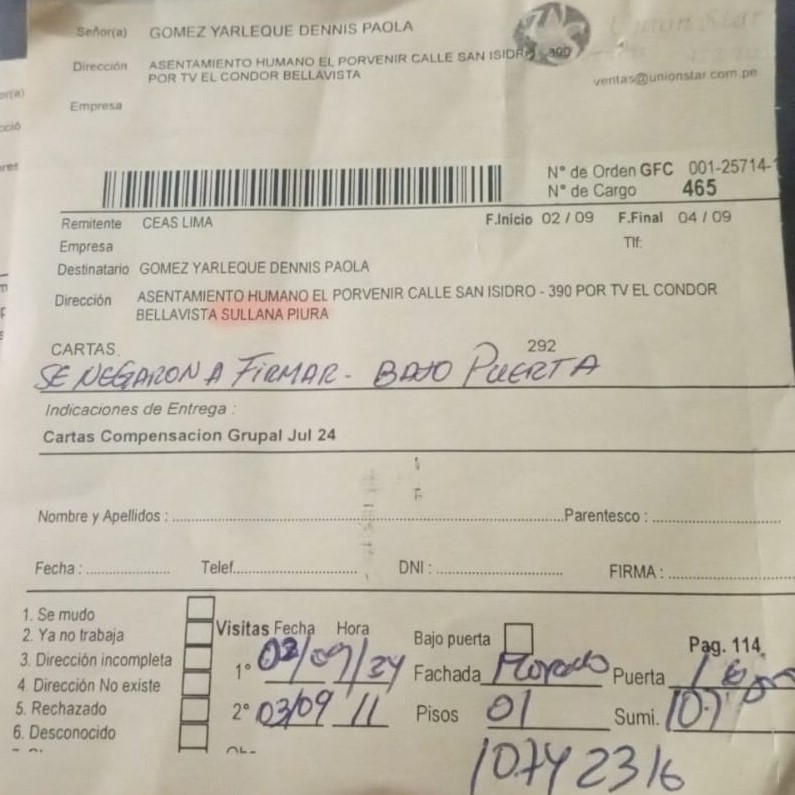 Señor(a) GOMEZ YARLEQUE DENNIS PAOLA
Union Star
Dirección ASENTAMIENTO HUMANO EL PORVENIR CALLE SAN ISIDRO - 390
POR TV EL CONDOR BELLAVISTA
ventas@unionstar.com.pe
Empresa
N° de Orden GFC 001-25714-1
N° de Cargo 465
Remitente CEAS LIMA F.Inicio 02 / 09 F.Final 04 / 09
Empresa Tlf:
Destinatario GOMEZ YARLEQUE DENNIS PAOLA
Dirección ASENTAMIENTO HUMANO EL PORVENIR CALLE SAN ISIDRO - 390 POR TV EL CONDOR
BELLAVISTA SULLANA PIURA
CARTAS. 292
SE NEGARON A FIRMAR - BAJO PUERTA
Indicaciones de Entrega :
Cartas Compensacion Grupal Jul 24
Nombre y Apellidos : Parentesco :
Fecha : Telef. DNI : FIRMA :
1. Se mudo
2. Ya no trabaja
3. Dirección incompleta
4. Dirección No existe
5. Rechazado
6. Desconocido
Visitas Fecha Hora
1° 02/09/24
2° 03/09 11
Bajo puerta Pag. 114
Fachada Morado Puerta
Pisos 01 Sumi.
10742316